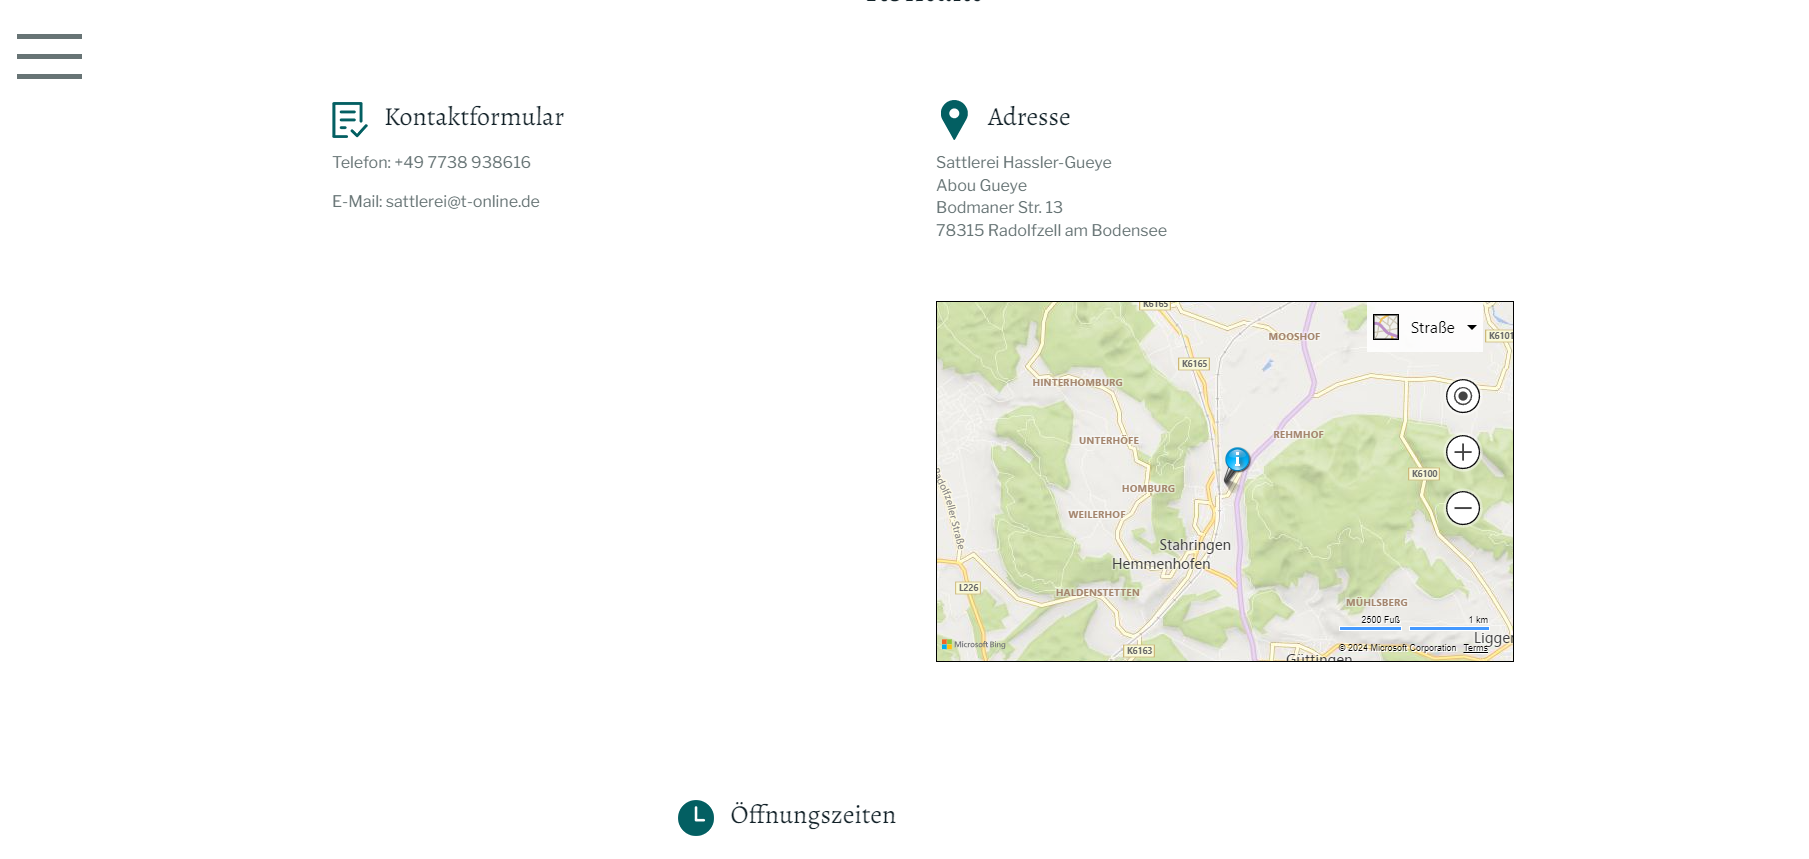 Kontaktformular
Telefon: +49 7738 938616
E-Mail: sattlerei@t-online.de
Adresse
Sattlerei Hassler-Gueye
Abou Gueye
Bodmaner Str. 13
78315 Radolfzell am Bodensee
K6165
Straße
MOOSHOF
K6101
K6165
HINTERHOMBURG
REHMHOF
UNTERHÖFE
K6100
HOMBURG
WEILERHOF
Radolfzeller Straße
Stahringen
Hemmenhofen
L226
HALDENSTETTEN
MÜHLSBERG
2500 Fuß
1 km
Ligger
Microsoft Bing
© 2024 Microsoft Corporation Terms
K6163
Güttingen
Öffnungszeiten